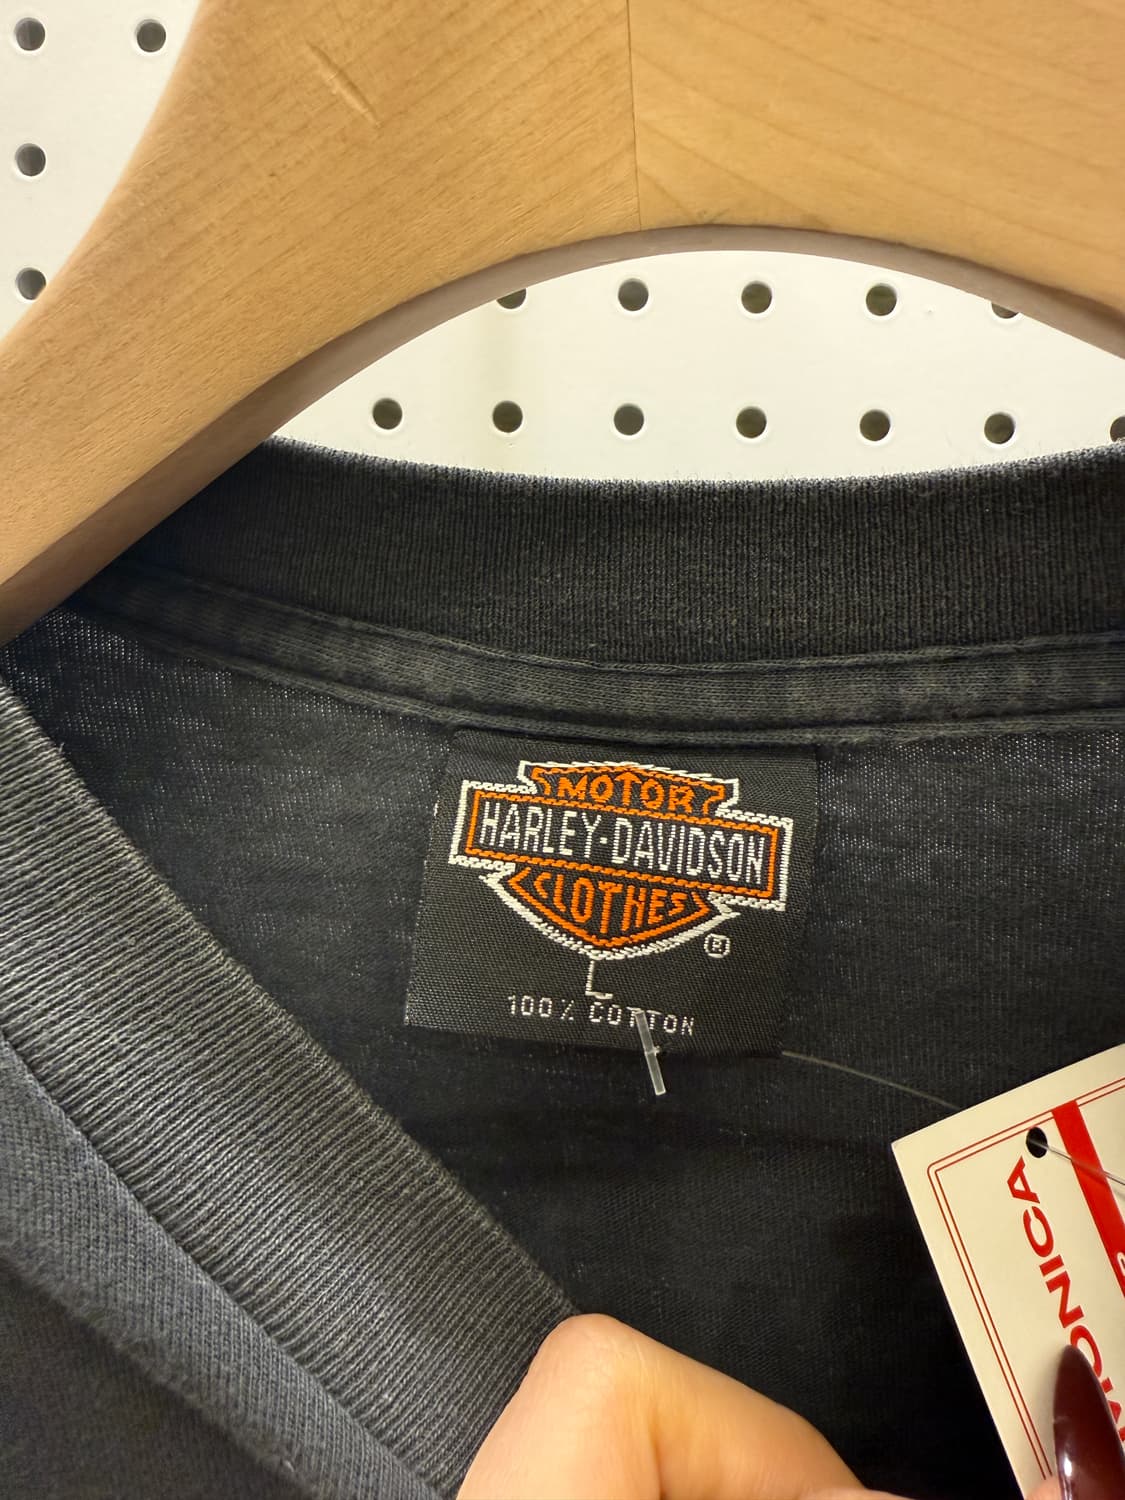 MOTOR
HARLEY-DAVIDSON
CLOTHES
®
L
100% COTTON
ONICA